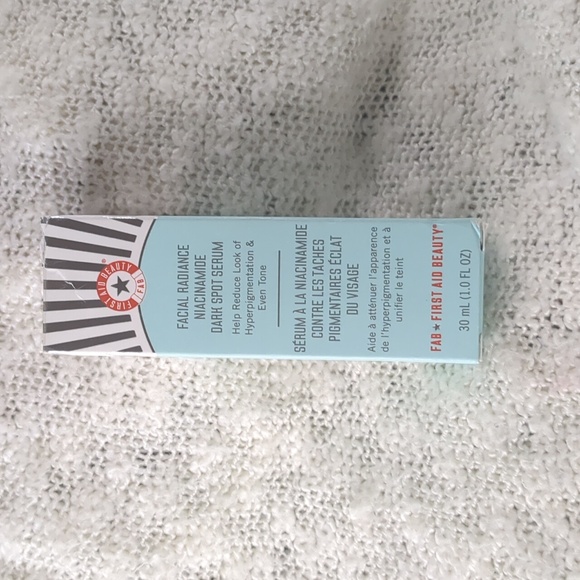 FIRST AID BEAUTY®
FAB
FACIAL RADIANCE
NIACINAMIDE
DARK SPOT SERUM
Help Reduce Look of
Hyperpigmentation &
Even Tone
SÉRUM À LA NIACINAMIDE
CONTRE LES TACHES
PIGMENTAIRES ÉCLAT
DU VISAGE
Aide à atténuer l'apparence
de l'hyperpigmentation et à
unifier le teint
FAB★FIRST AID BEAUTY®
30 mL (1.0 FL OZ)